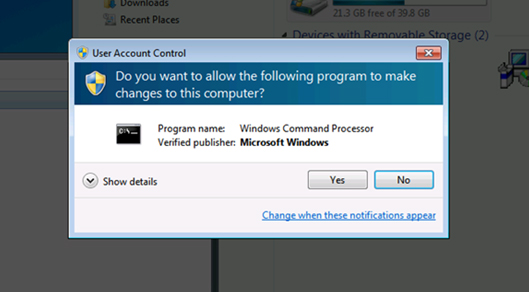 Downloads
Recent Places
21.3 GB free of 39.8 GB
Devices with Removable Storage (2)
User Account Control
Do you want to allow the following program to make
changes to this computer?
C:\_
Program name: Windows Command Processor
Verified publisher: Microsoft Windows
Show details
Yes
No
Change when these notifications appear